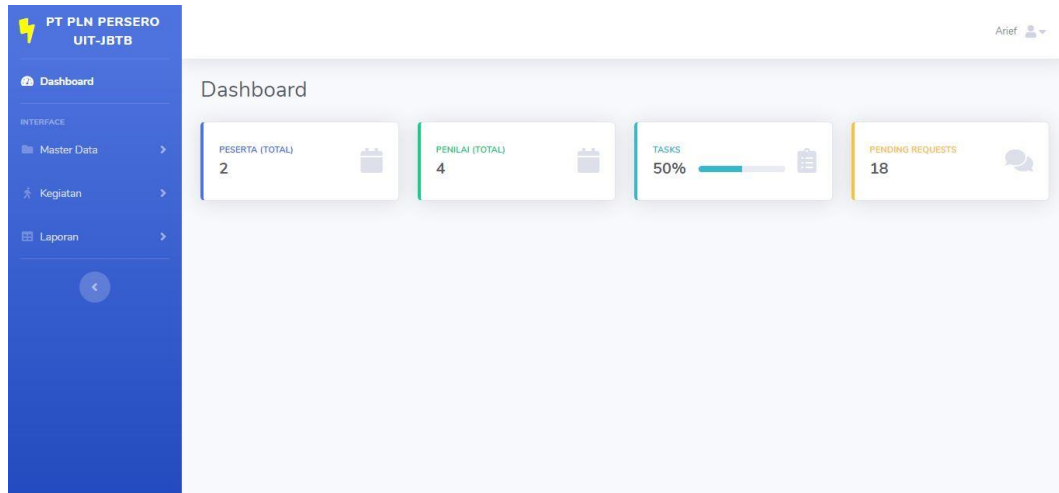 PT PLN PERSERO
UIT-JBTB
Arief
Dashboard
Dashboard
INTERFACE
Master Data
Kegiatan
Laporan
PESERTA (TOTAL)
2
PENILAI (TOTAL)
4
TASKS
50%
PENDING REQUESTS
18